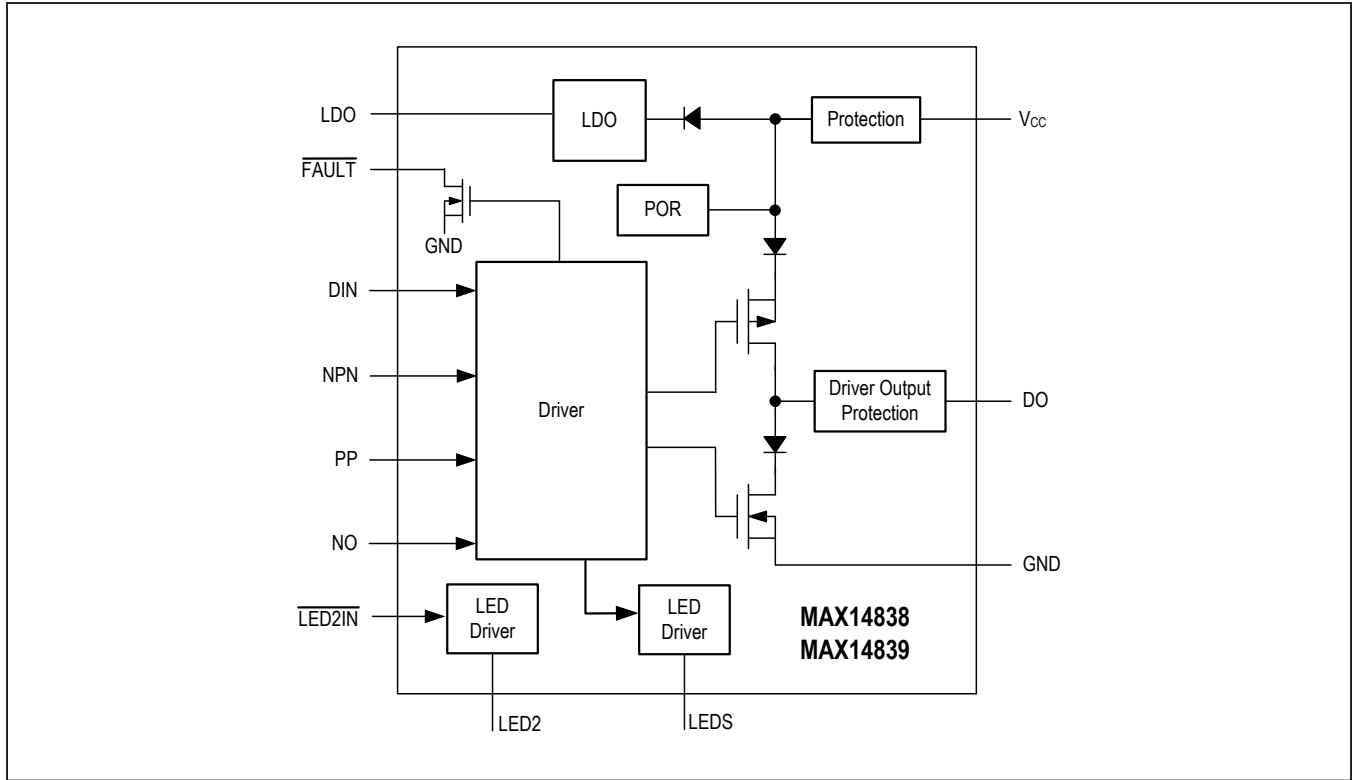 LDO
LDO
Protection
VCC
FAULT
POR
GND
DIN
NPN
Driver
Driver Output
Protection
DO
PP
NO
GND
LED2IN
LED
Driver
LED
Driver
MAX14838
MAX14839
LED2
LEDS